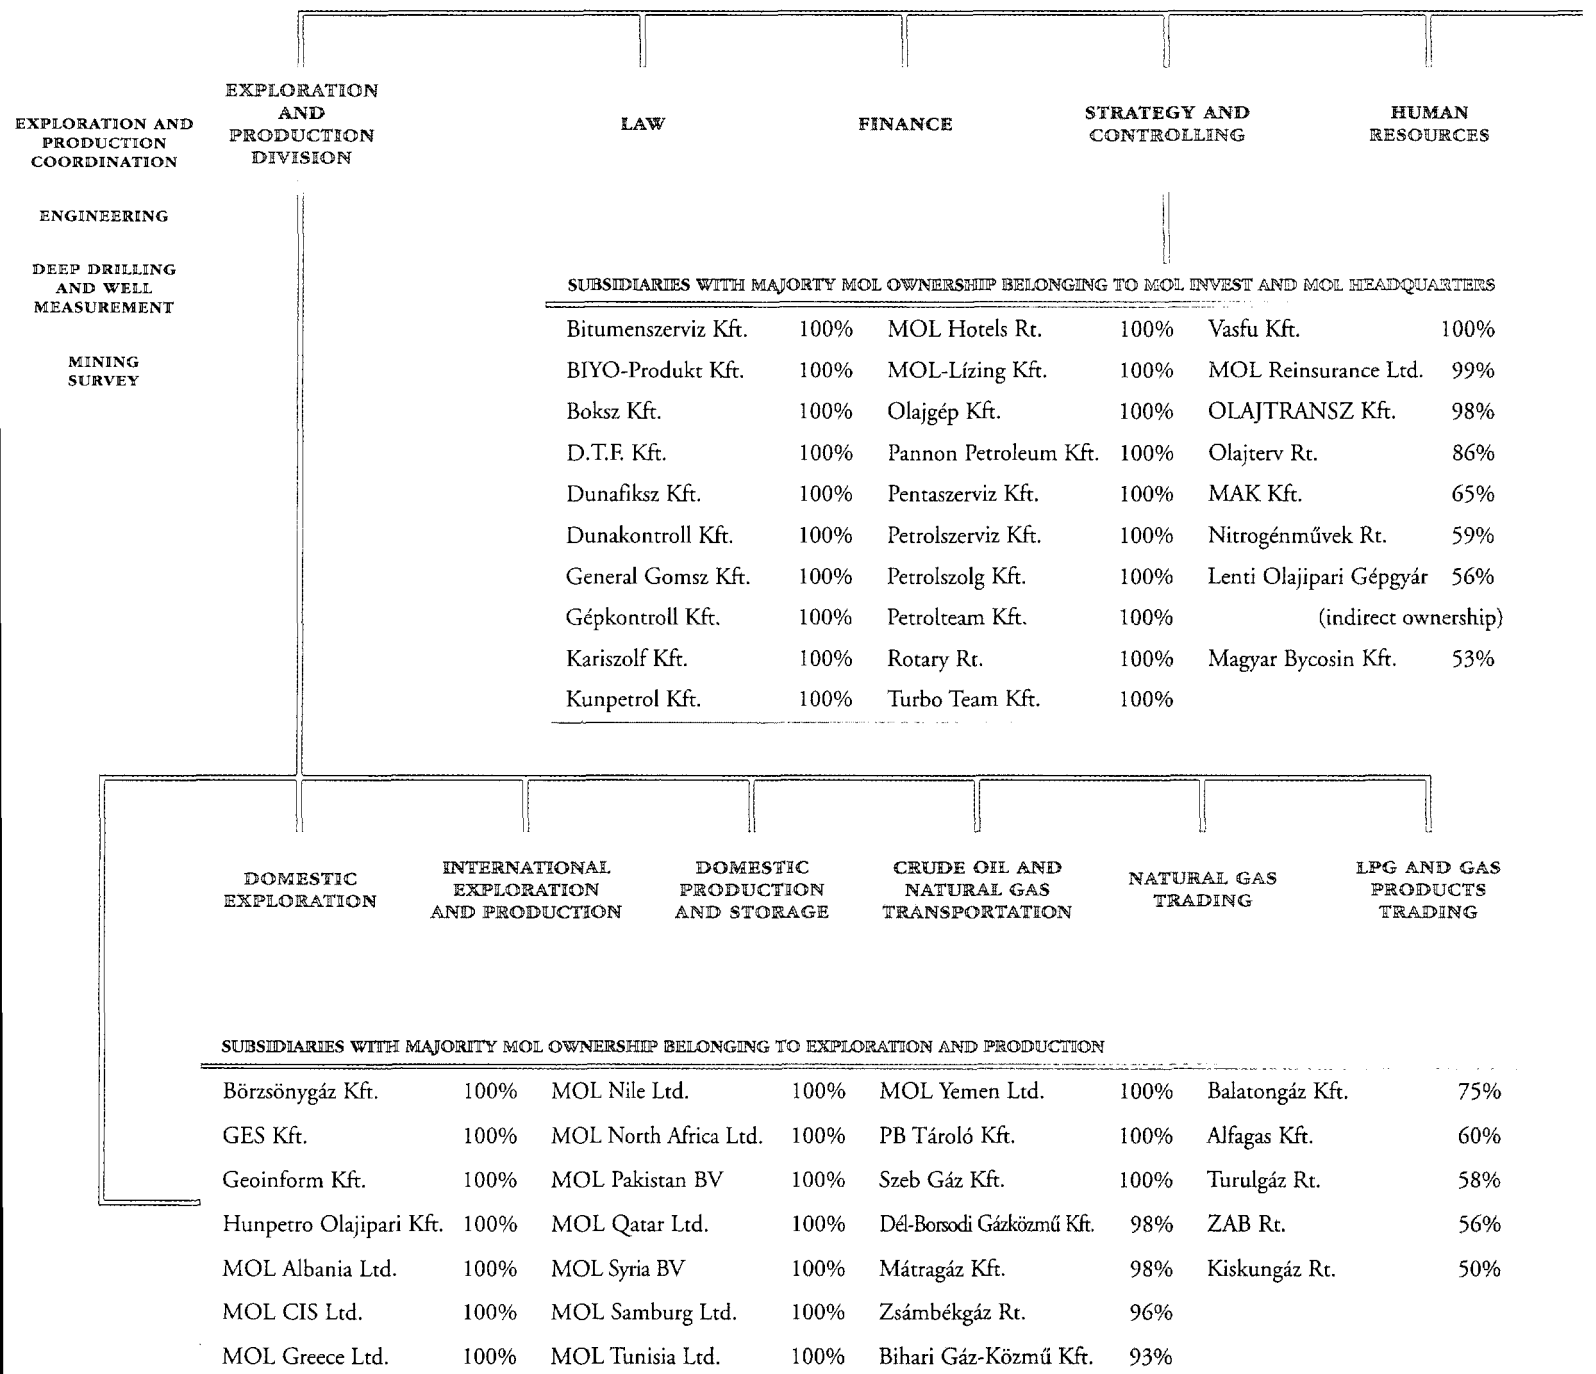 EXPLORATION AND
PRODUCTION
COORDINATION
ENGINEERING
DEEP DRILLING
AND WELL
MEASUREMENT
MINING
SURVEY
EXPLORATION
AND
PRODUCTION
DIVISION
LAW
FINANCE
STRATEGY AND
CONTROLLING
HUMAN
RESOURCES
SUBSIDIARIES WITH MAJORTY MOL OWNERSHIP BELONGING TO MOL INVEST AND MOL HEADQUARTERS
Bitumenszerviz Kft. 100% MOL Hotels Rt. 100% Vasfu Kft. 100%
BIYO-Produkt Kft. 100% MOL-Lízing Kft. 100% MOL Reinsurance Ltd. 99%
Boksz Kft. 100% Olajgép Kft. 100% OLAJTRANSZ Kft. 98%
D.T.F. Kft. 100% Pannon Petroleum Kft. 100% Olajterv Rt. 86%
Dunafiksz Kft. 100% Pentaszerviz Kft. 100% MAK Kft. 65%
Dunakontroll Kft. 100% Petrolszerviz Kft. 100% Nitrogénművek Rt. 59%
General Gomsz Kft. 100% Petrolszolg Kft. 100% Lenti Olajipari Gépgyár 56%
Gépkontroll Kft. 100% Petrolteam Kft. 100% (indirect ownership)
Kariszolf Kft. 100% Rotary Rt. 100% Magyar Bycosin Kft. 53%
Kunpetrol Kft. 100% Turbo Team Kft. 100%
DOMESTIC
EXPLORATION
INTERNATIONAL
EXPLORATION
AND PRODUCTION
DOMESTIC
PRODUCTION
AND STORAGE
CRUDE OIL AND
NATURAL GAS
TRANSPORTATION
NATURAL GAS
TRADING
LPG AND GAS
PRODUCTS
TRADING
SUBSIDIARIES WITH MAJORITY MOL OWNERSHIP BELONGING TO EXPLORATION AND PRODUCTION
Börzsönygáz Kft. 100% MOL Nile Ltd. 100% MOL Yemen Ltd. 100% Balatongáz Kft. 75%
GES Kft. 100% MOL North Africa Ltd. 100% PB Tároló Kft. 100% Alfagas Kft. 60%
Geoinform Kft. 100% MOL Pakistan BV 100% Szeb Gáz Kft. 100% Turulgáz Rt. 58%
Hunpetro Olajipari Kft. 100% MOL Qatar Ltd. 100% Dél-Borsodi Gázközmű Kft. 98% ZAB Rt. 56%
MOL Albania Ltd. 100% MOL Syria BV 100% Mátragáz Kft. 98% Kiskungáz Rt. 50%
MOL CIS Ltd. 100% MOL Samburg Ltd. 100% Zsámbékgáz Rt. 96%
MOL Greece Ltd. 100% MOL Tunisia Ltd. 100% Bihari Gáz-Közmű Kft. 93%